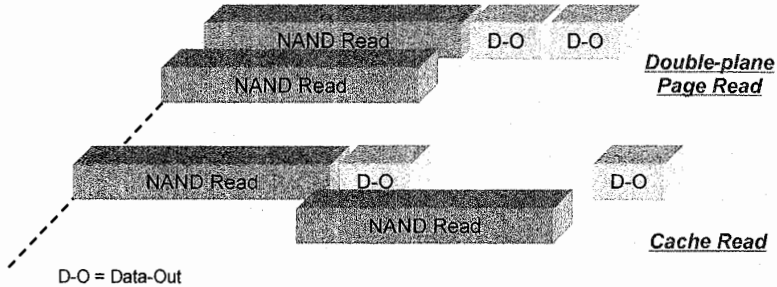 NAND Read D-O D-O
Double-plane
Page Read
NAND Read
NAND Read D-O D-O
NAND Read
Cache Read
D-O = Data-Out